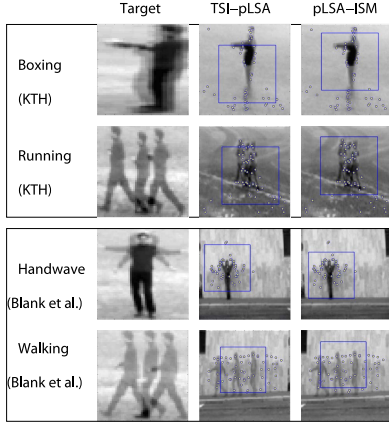 Target TSI–pLSA pLSA–ISM
Boxing
(KTH)
Running
(KTH)
Handwave
(Blank et al.)
Walking
(Blank et al.)